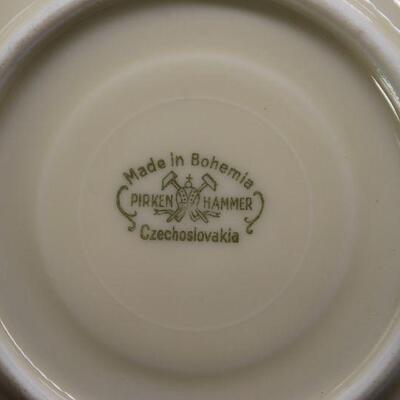 Made in Bohemia
PIRKEN HAMMER
Czechoslovakia